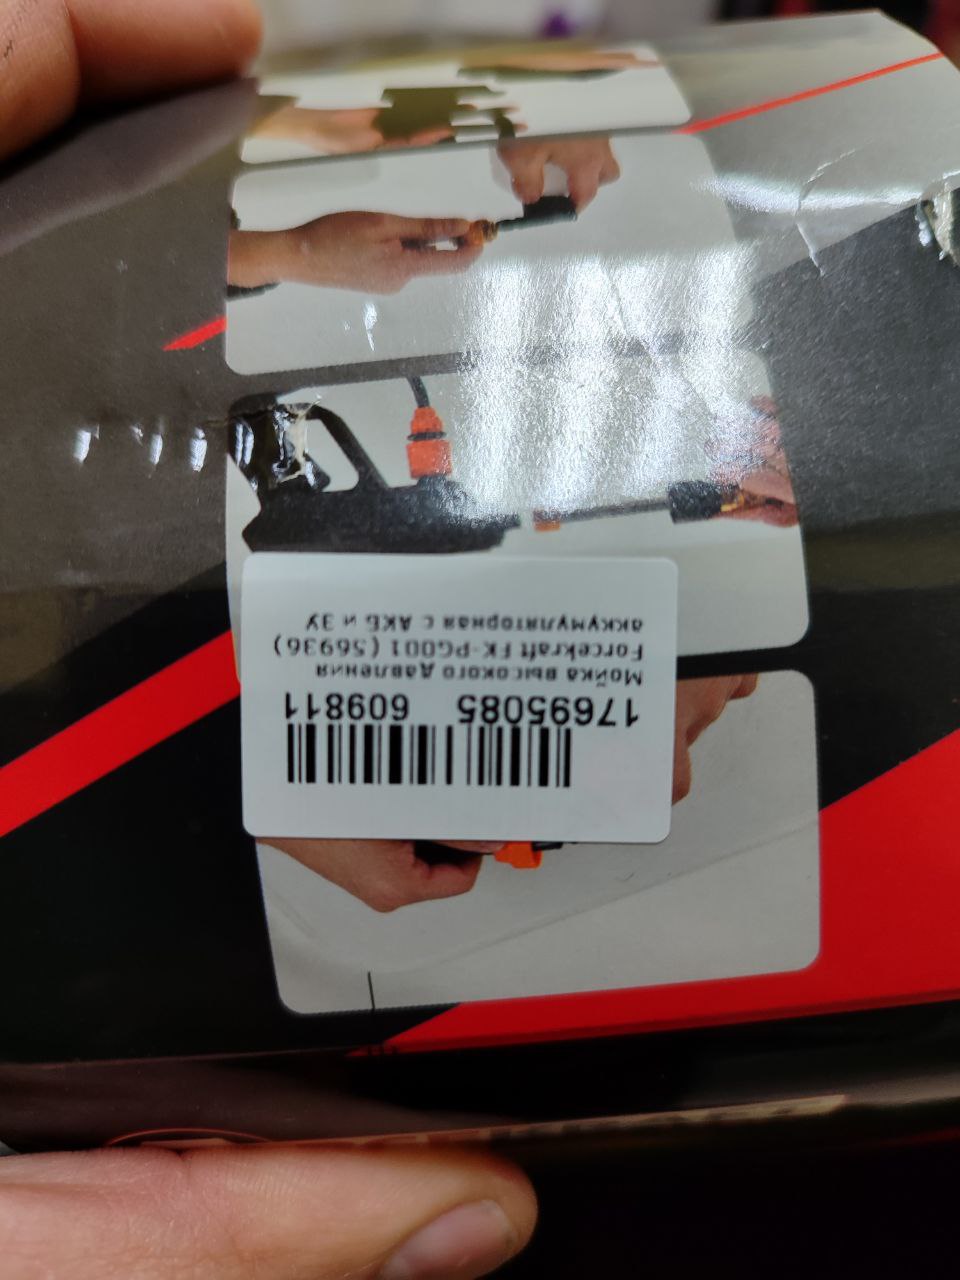 17695085 609811
Мойка высокого давления
Forcekraft FK-PG001 (56936)
аккумуляторная с АКБ и ЗУ